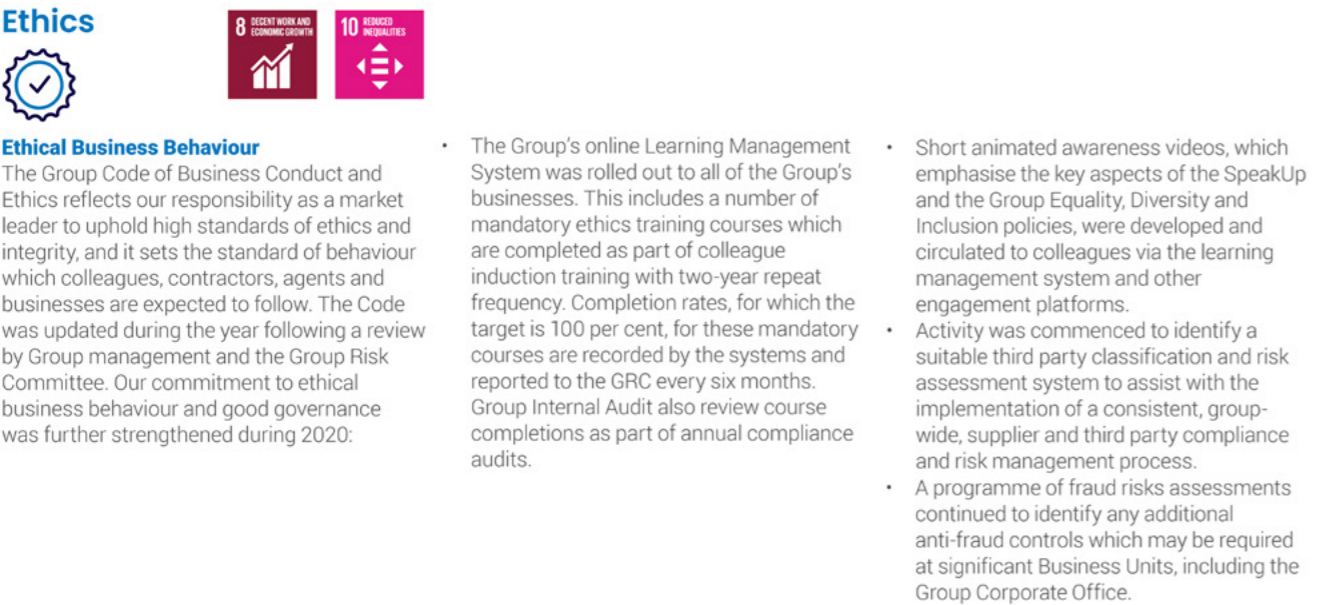 Ethics
8 DECENT WORK AND
ECONOMIC GROWTH
10 REDUCED
INEQUALITIES
Ethical Business Behaviour
The Group Code of Business Conduct and
Ethics reflects our responsibility as a market
leader to uphold high standards of ethics and
integrity, and it sets the standard of behaviour
which colleagues, contractors, agents and
businesses are expected to follow. The Code
was updated during the year following a review
by Group management and the Group Risk
Committee. Our commitment to ethical
business behaviour and good governance
was further strengthened during 2020:
• The Group's online Learning Management
System was rolled out to all of the Group's
businesses. This includes a number of
mandatory ethics training courses which
are completed as part of colleague
induction training with two-year repeat
frequency. Completion rates, for which the
target is 100 per cent, for these mandatory
courses are recorded by the systems and
reported to the GRC every six months.
Group Internal Audit also review course
completions as part of annual compliance
audits.
• Short animated awareness videos, which
emphasise the key aspects of the SpeakUp
and the Group Equality, Diversity and
Inclusion policies, were developed and
circulated to colleagues via the learning
management system and other
engagement platforms.
• Activity was commenced to identify a
suitable third party classification and risk
assessment system to assist with the
implementation of a consistent, group-
wide, supplier and third party compliance
and risk management process.
• A programme of fraud risks assessments
continued to identify any additional
anti-fraud controls which may be required
at significant Business Units, including the
Group Corporate Office.